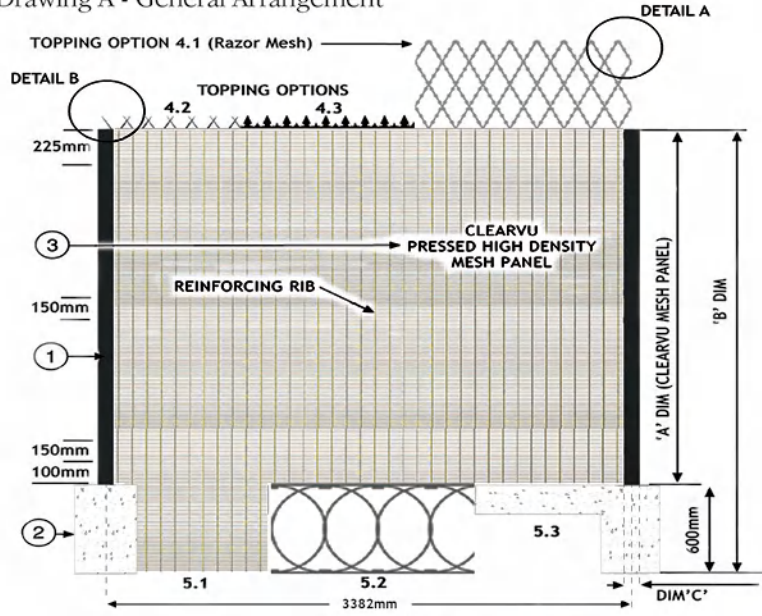 Drawing A - General Arrangement
DETAIL A
TOPPING OPTION 4.1 (Razor Mesh)
DETAIL B
TOPPING OPTIONS
4.2
4.3
225mm
3
CLEARVU
PRESSED HIGH DENSITY
MESH PANEL
REINFORCING RIB
150mm
1
'A' DIM (CLEARVU MESH PANEL)
'B' DIM
150mm
100mm
2
5.3
600mm
5.1
5.2
DIM'C'
3382mm